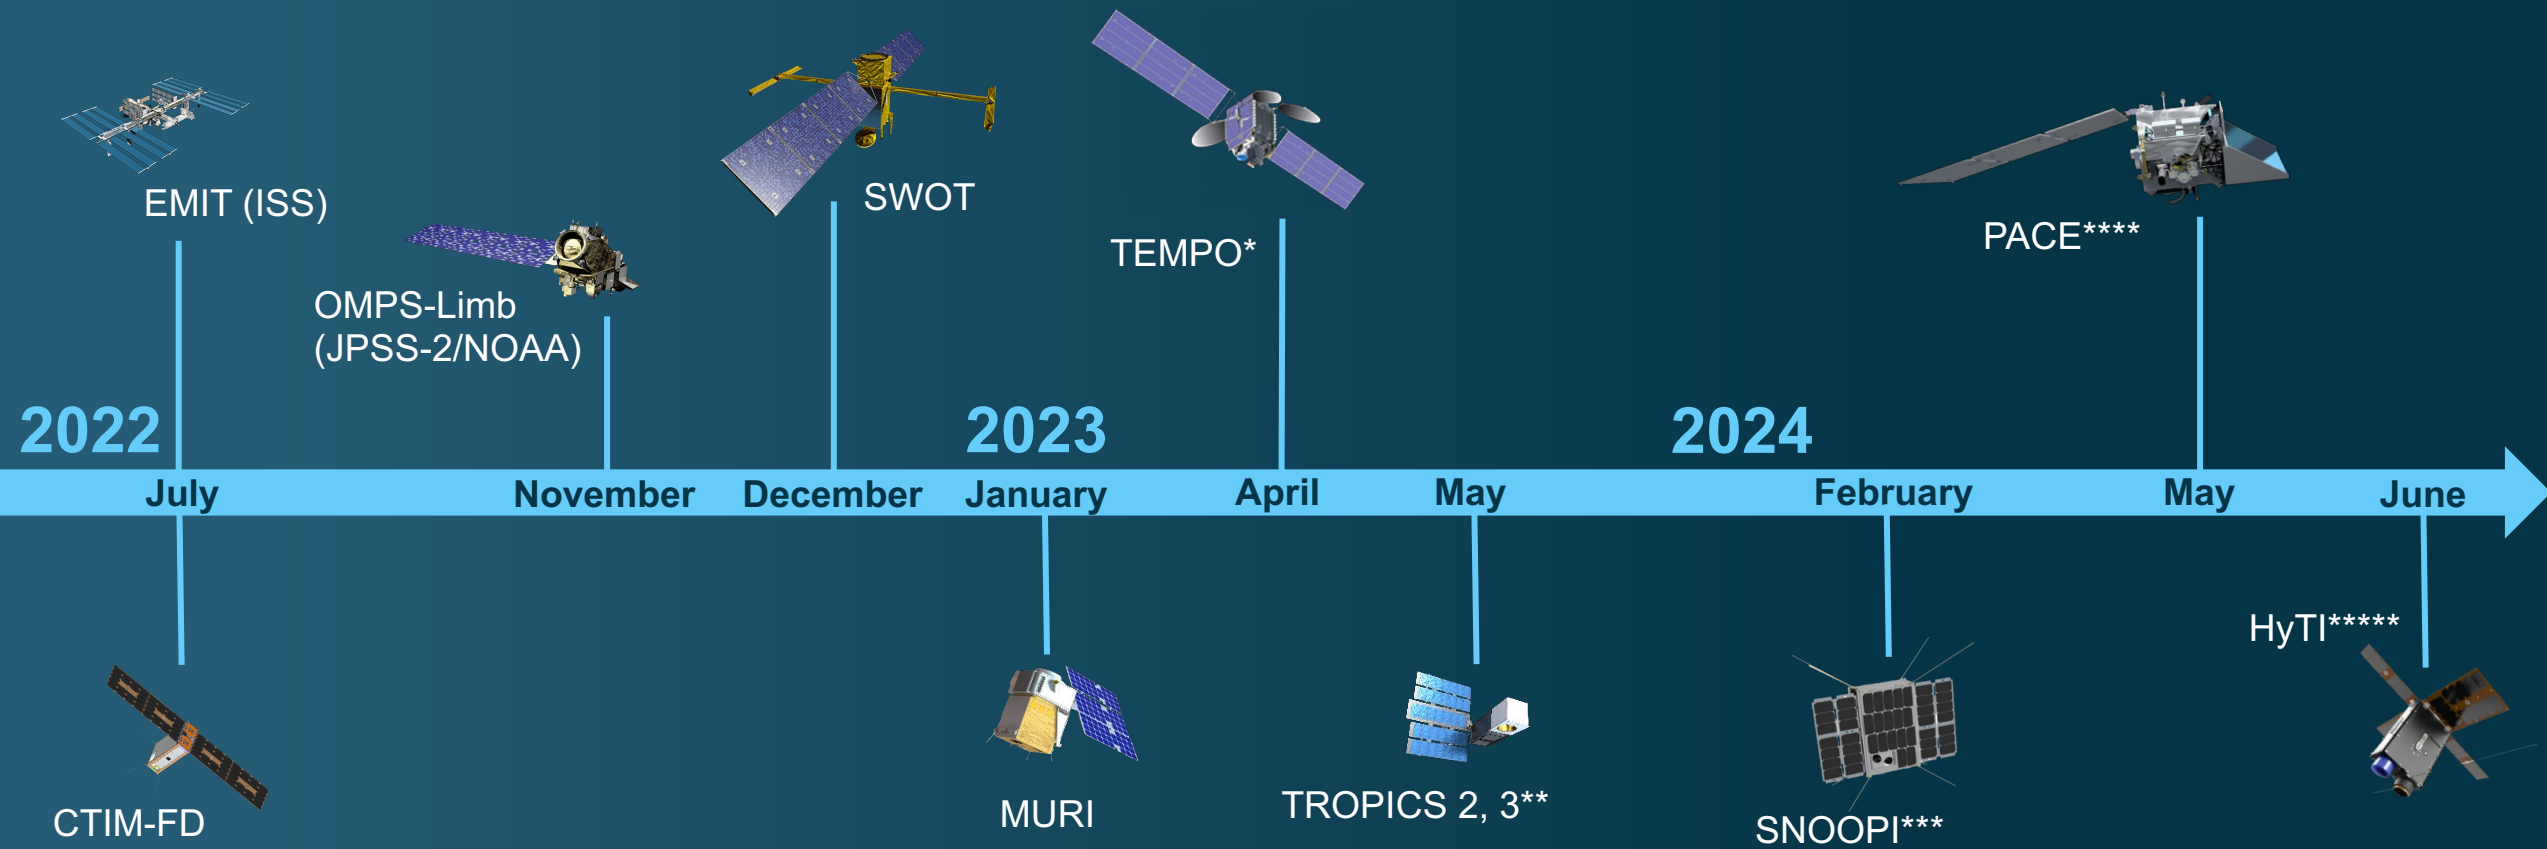 EMIT (ISS)
OMPS-Limb
(JPSS-2/NOAA)
SWOT
TEMPO*
PACE****
2022
2023
2024
July
November
December
January
April
May
February
May
June
CTIM-FD
MURI
TROPICS 2, 3**
SNOOPI***
HyTI*****